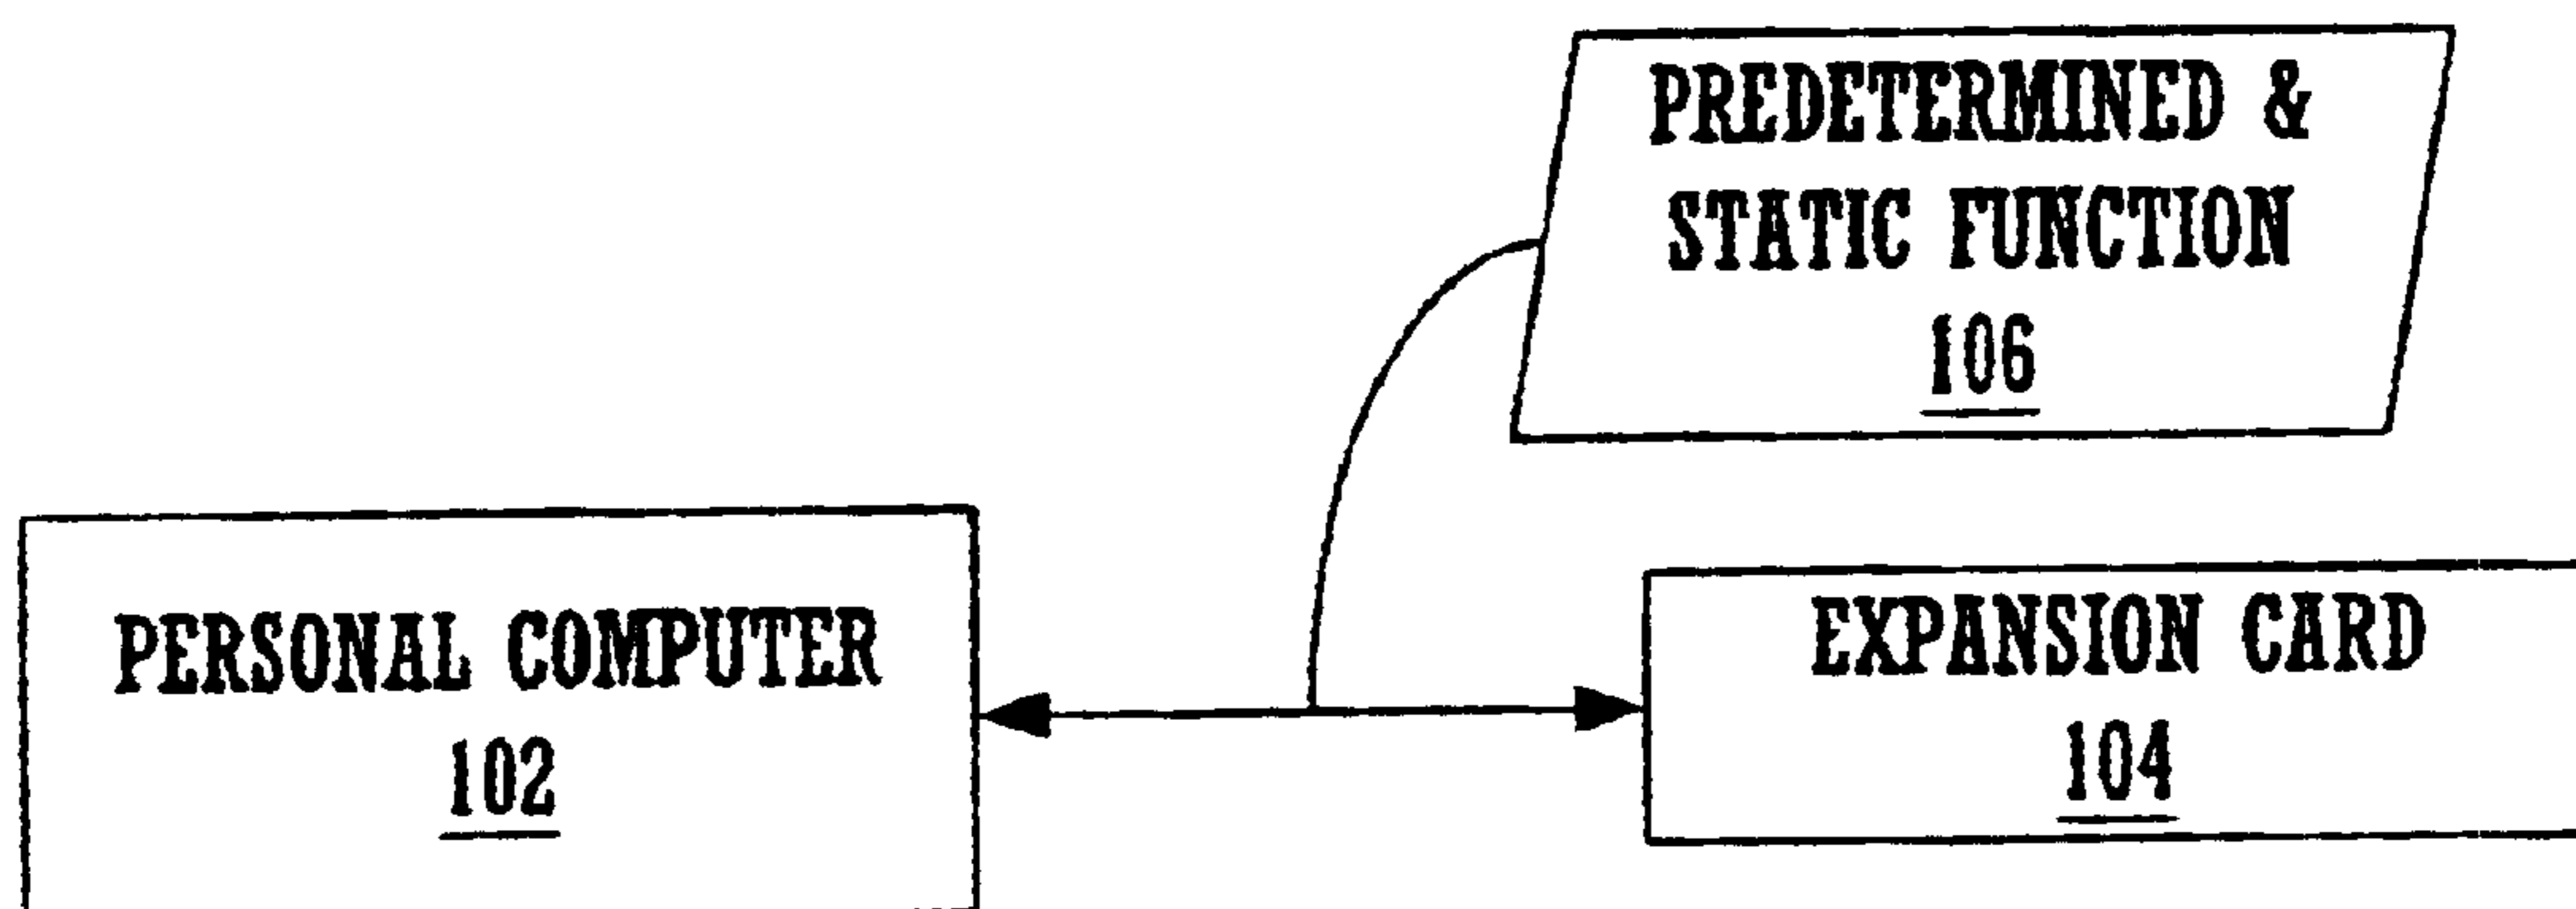 PREDETERMINED &
STATIC FUNCTION
106
PERSONAL COMPUTER
102
EXPANSION CARD
104